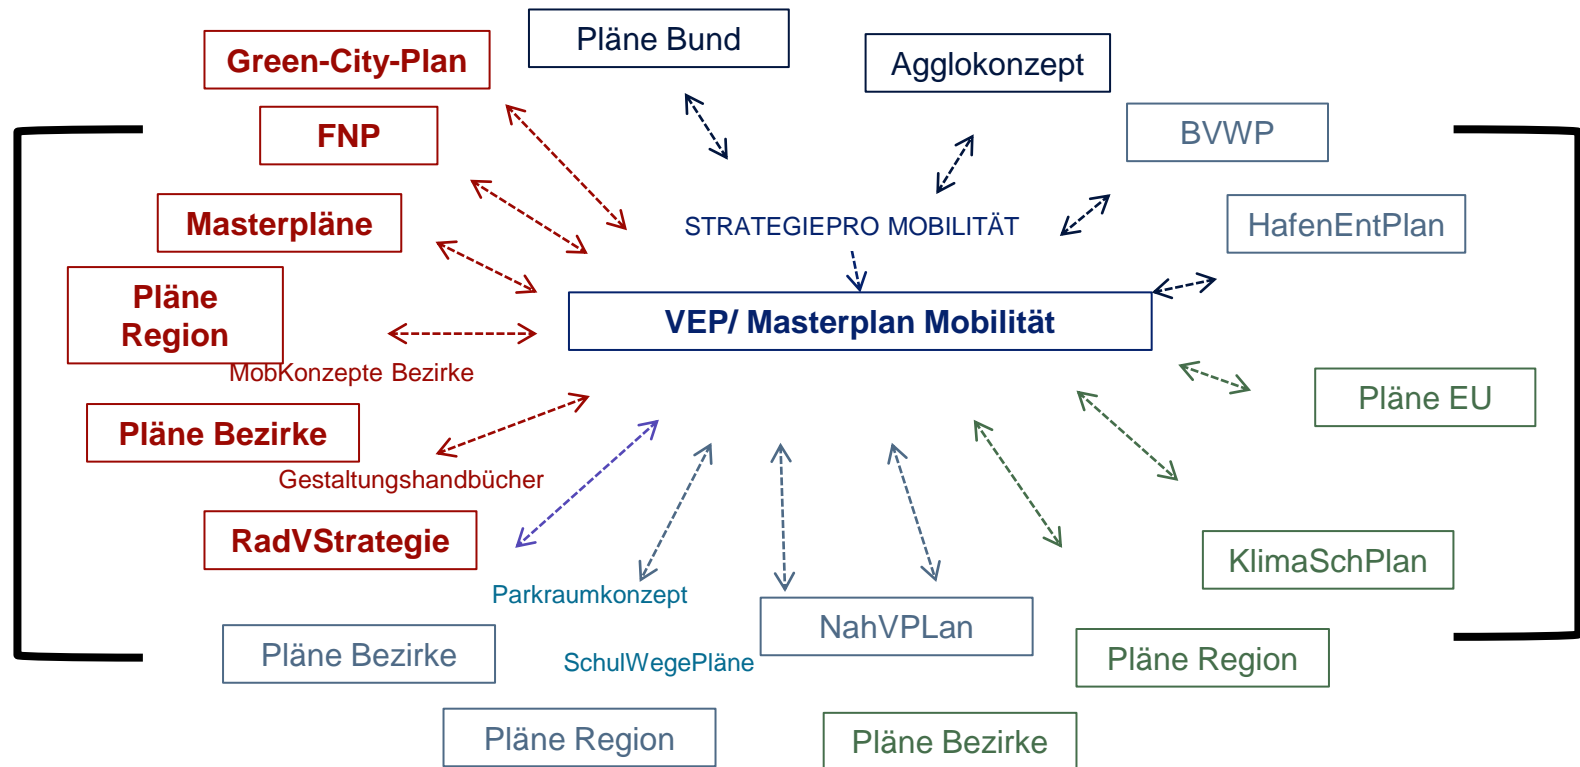 Pläne Bund
Green-City-Plan
Agglokonzept
FNP
BVWP
Masterpläne
STRATEGIEPRO MOBILITÄT
HafenEntPlan
Pläne
Region
VEP/ Masterplan Mobilität
MobKonzepte Bezirke
Pläne EU
Pläne Bezirke
Gestaltungshandbücher
RadVStrategie
KlimaSchPlan
Parkraumkonzept
NahVPLan
Pläne Bezirke
SchulWegePläne
Pläne Region
Pläne Region
Pläne Bezirke